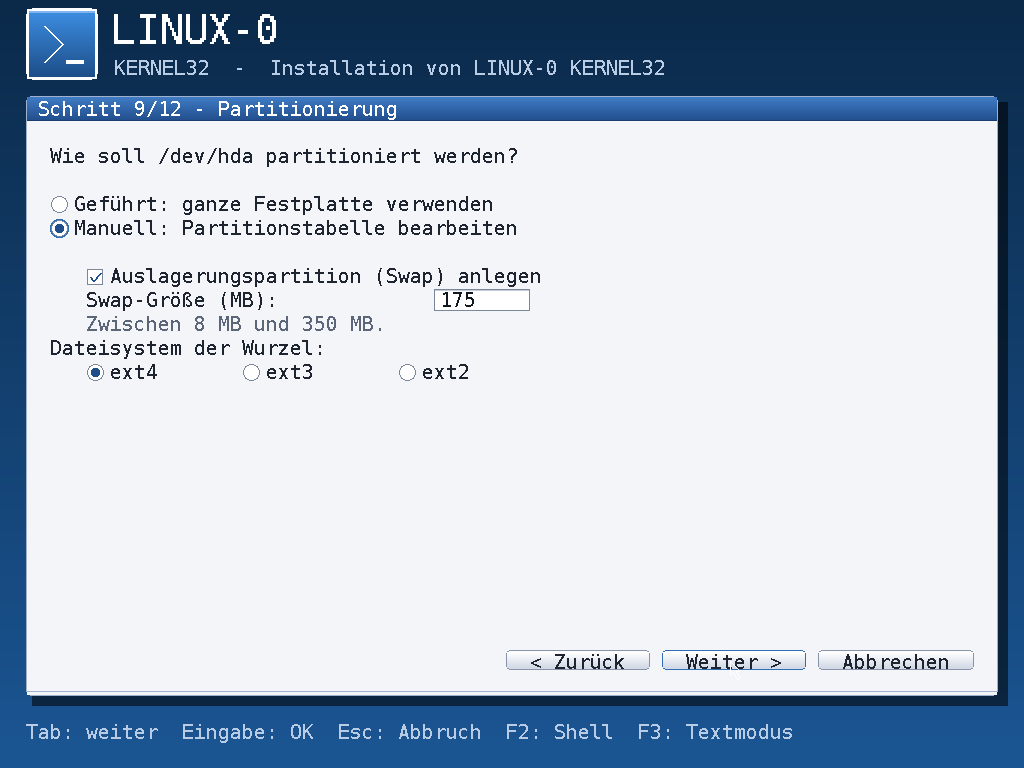 LINUX-0
KERNEL32  -  Installation von LINUX-0 KERNEL32
Schritt 9/12 - Partitionierung
Wie soll /dev/hda partitioniert werden?
Geführt: ganze Festplatte verwenden
Manuell: Partitionstabelle bearbeiten
Auslagerungspartition (Swap) anlegen
Swap-Größe (MB): 175
Zwischen 8 MB und 350 MB.
Dateisystem der Wurzel:
ext4 ext3 ext2
< Zurück Weiter > Abbrechen
Tab: weiter  Eingabe: OK  Esc: Abbruch  F2: Shell  F3: Textmodus